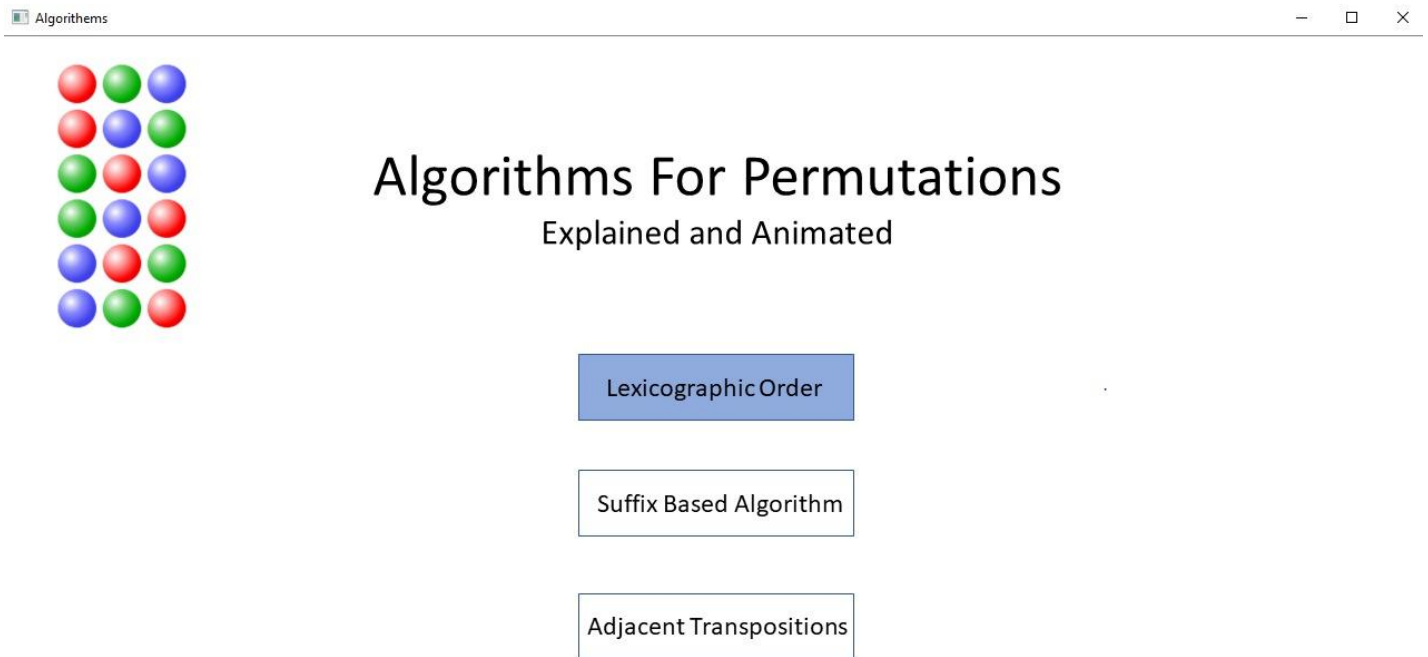 Algorithems
Algorithms For Permutations
Explained and Animated
Lexicographic Order
Suffix Based Algorithm
Adjacent Transpositions